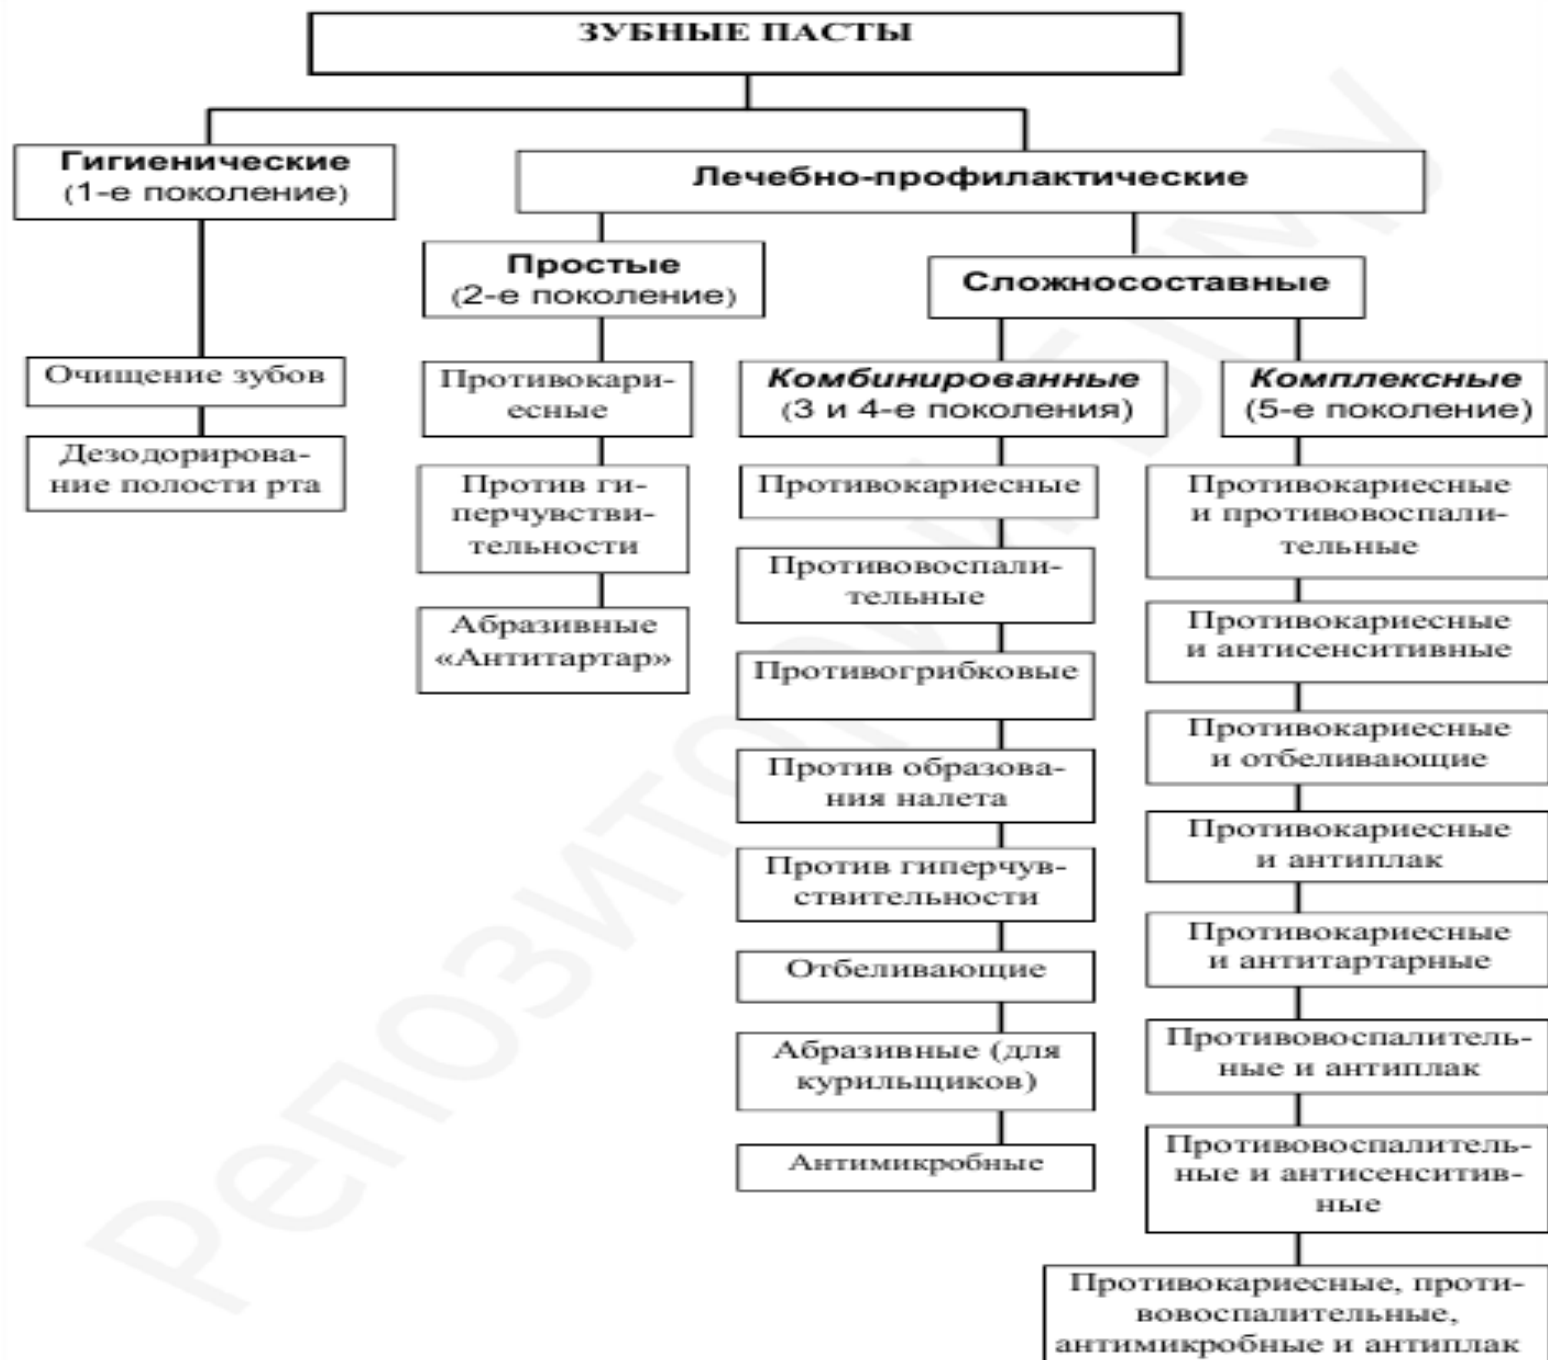 ЗУБНЫЕ ПАСТЫ
Гигиенические
(1-е поколение)
Лечебно-профилактические
Простые
(2-е поколение)
Сложносоставные
Очищение зубов
Дезодорирова-
ние полости рта
Противокари-
есные
Против ги-
перчувстви-
тельности
Абразивные
«Антитартар»
Комбинированные
(3 и 4-е поколения)
Противокариесные
Противовоспали-
тельные
Противогрибковые
Против образова-
ния налета
Против гиперчув-
ствительности
Отбеливающие
Абразивные (для
курильщиков)
Антимикробные
Комплексные
(5-е поколение)
Противокариесные
и противовоспали-
тельные
Противокариесные
и антисенситивные
Противокариесные
и отбеливающие
Противокариесные
и антиплак
Противокариесные
и антитартарные
Противовоспалитель-
ные и антиплак
Противовоспалитель-
ные и антисенситив-
ные
Противокариесные, проти-
вовоспалительные,
антимикробные и антиплак
Репозиторий БГМУ